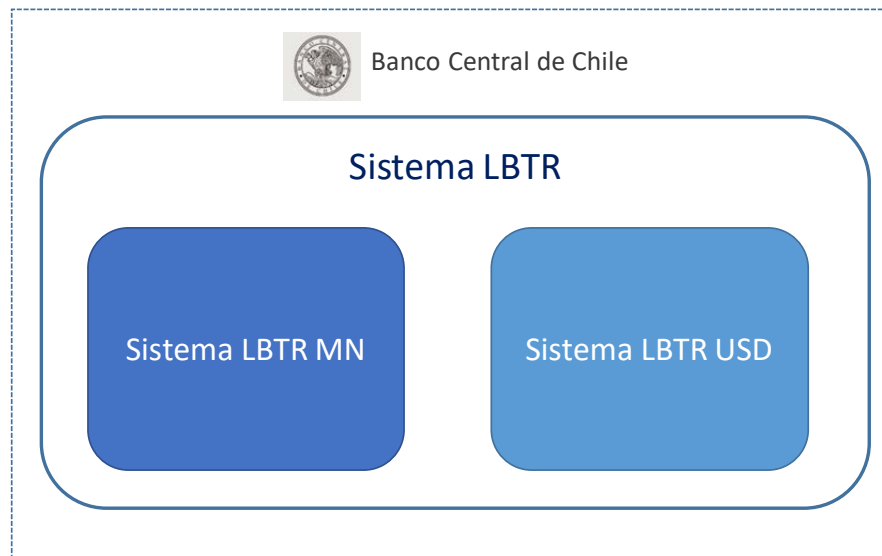 Banco Central de Chile
Sistema LBTR
Sistema LBTR MN
Sistema LBTR USD